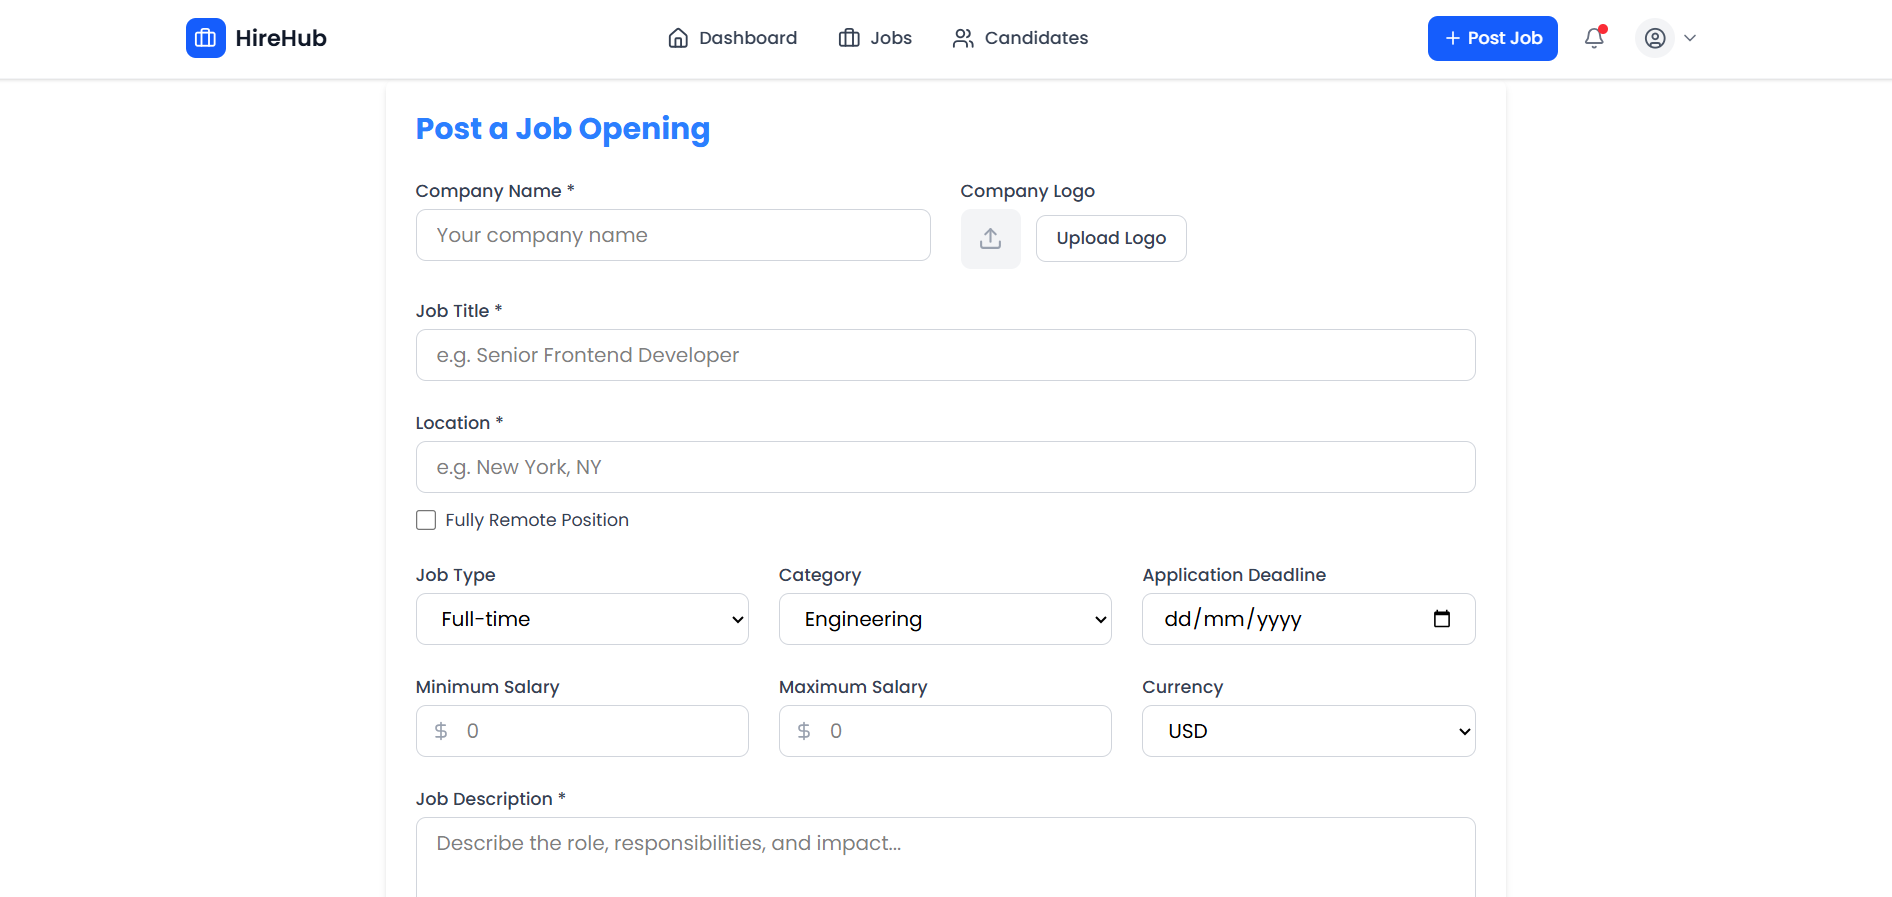 HireHub
Dashboard
Jobs
Candidates
+ Post Job
Post a Job Opening
Company Name *
Company Logo
Your company name
Upload Logo
Job Title *
e.g. Senior Frontend Developer
Location *
e.g. New York, NY
Fully Remote Position
Job Type
Category
Application Deadline
Full-time
Engineering
dd/mm/yyyy
Minimum Salary
Maximum Salary
Currency
$ 0
$ 0
USD
Job Description *
Describe the role, responsibilities, and impact...